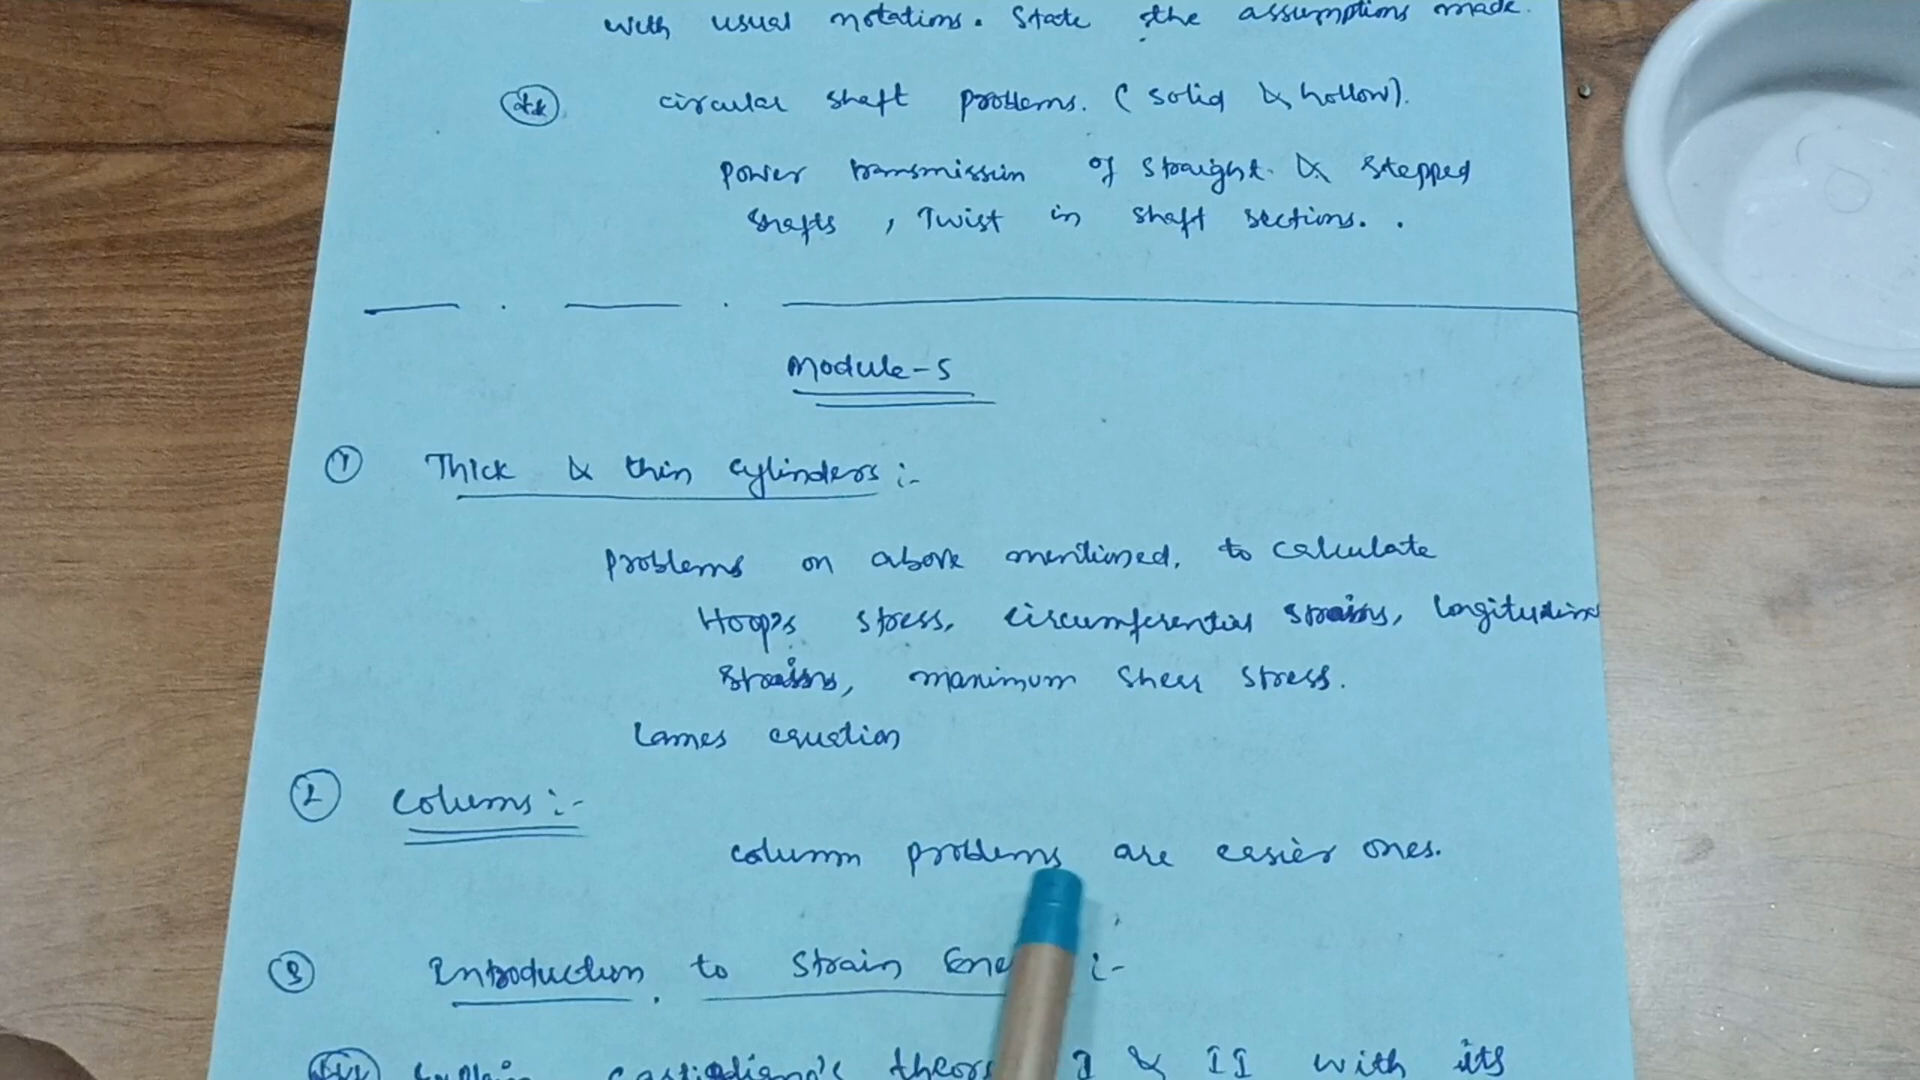 with usual notations. State the assumptions made.
circular shaft problems. (solid & hollow).
power transmission of straight & stepped
shafts, Twist in shaft sections..
Module-5
① Thick & thin cylinders :-
problems on above mentioned, to calculate
Hoop's stress, circumferential strains, longitudinal
strains, maximum shear stress.
Lames equation
② Columns :-
column problems are easier ones.
③ Introduction to Strain Ene :-
Explain castigliano's theorem I & II with its